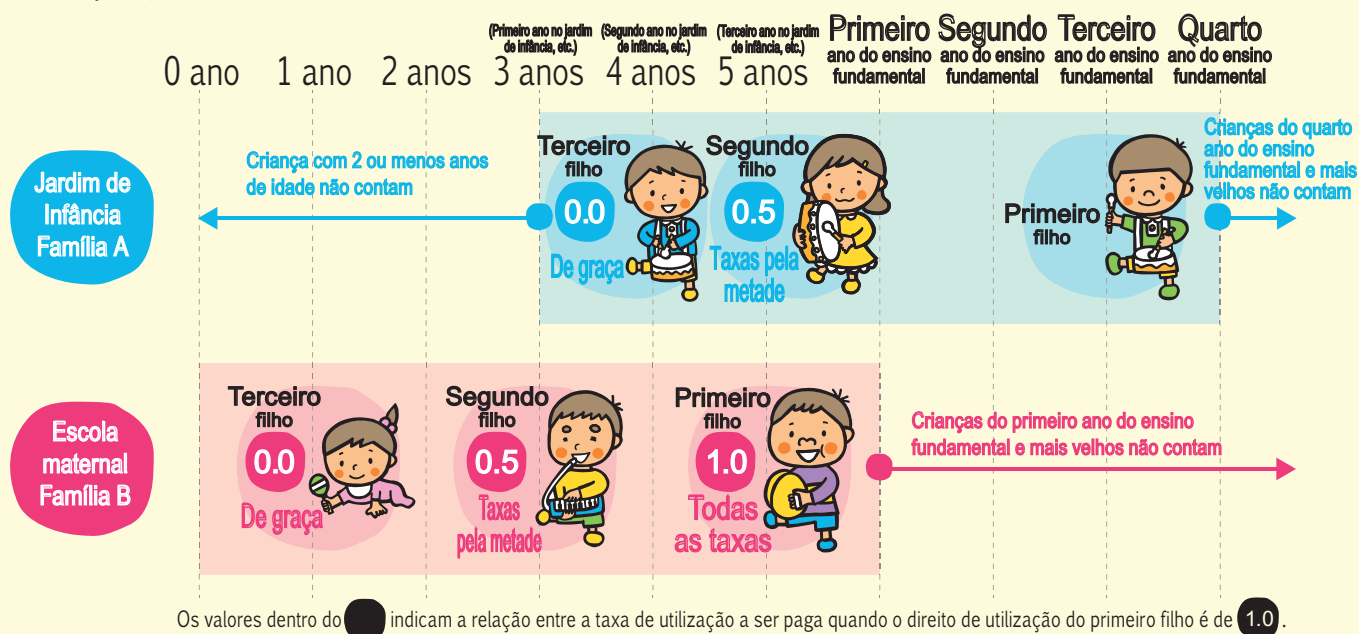 (Primeiro ano no jardim
de infância, etc.)
(Segundo ano no jardim
de infância, etc.)
(Terceiro ano no jardim
de infância, etc.)
0 ano
1 ano
2 anos
3 anos
4 anos
5 anos
Primeiro
ano do ensino
fundamental
Segundo
ano do ensino
fundamental
Terceiro
ano do ensino
fundamental
Quarto
ano do ensino
fundamental
Jardim de
Infância
Família A
Criança com 2 ou menos anos
de idade não contam
Terceiro
filho
0.0
De graça
Segundo
filho
0.5
Taxas pela
metade
Primeiro
filho
Crianças do quarto
ano do ensino
fundamental e mais
velhos não contam
Escola
maternal
Família B
Terceiro
filho
0.0
De graça
Segundo
filho
0.5
Taxas
pela metade
Primeiro
filho
1.0
Todas
as taxas
Crianças do primeiro ano do ensino
fundamental e mais velhos não contam
Os valores dentro do indicam a relação entre a taxa de utilização a ser paga quando o direito de utilização do primeiro filho é de 1.0 .